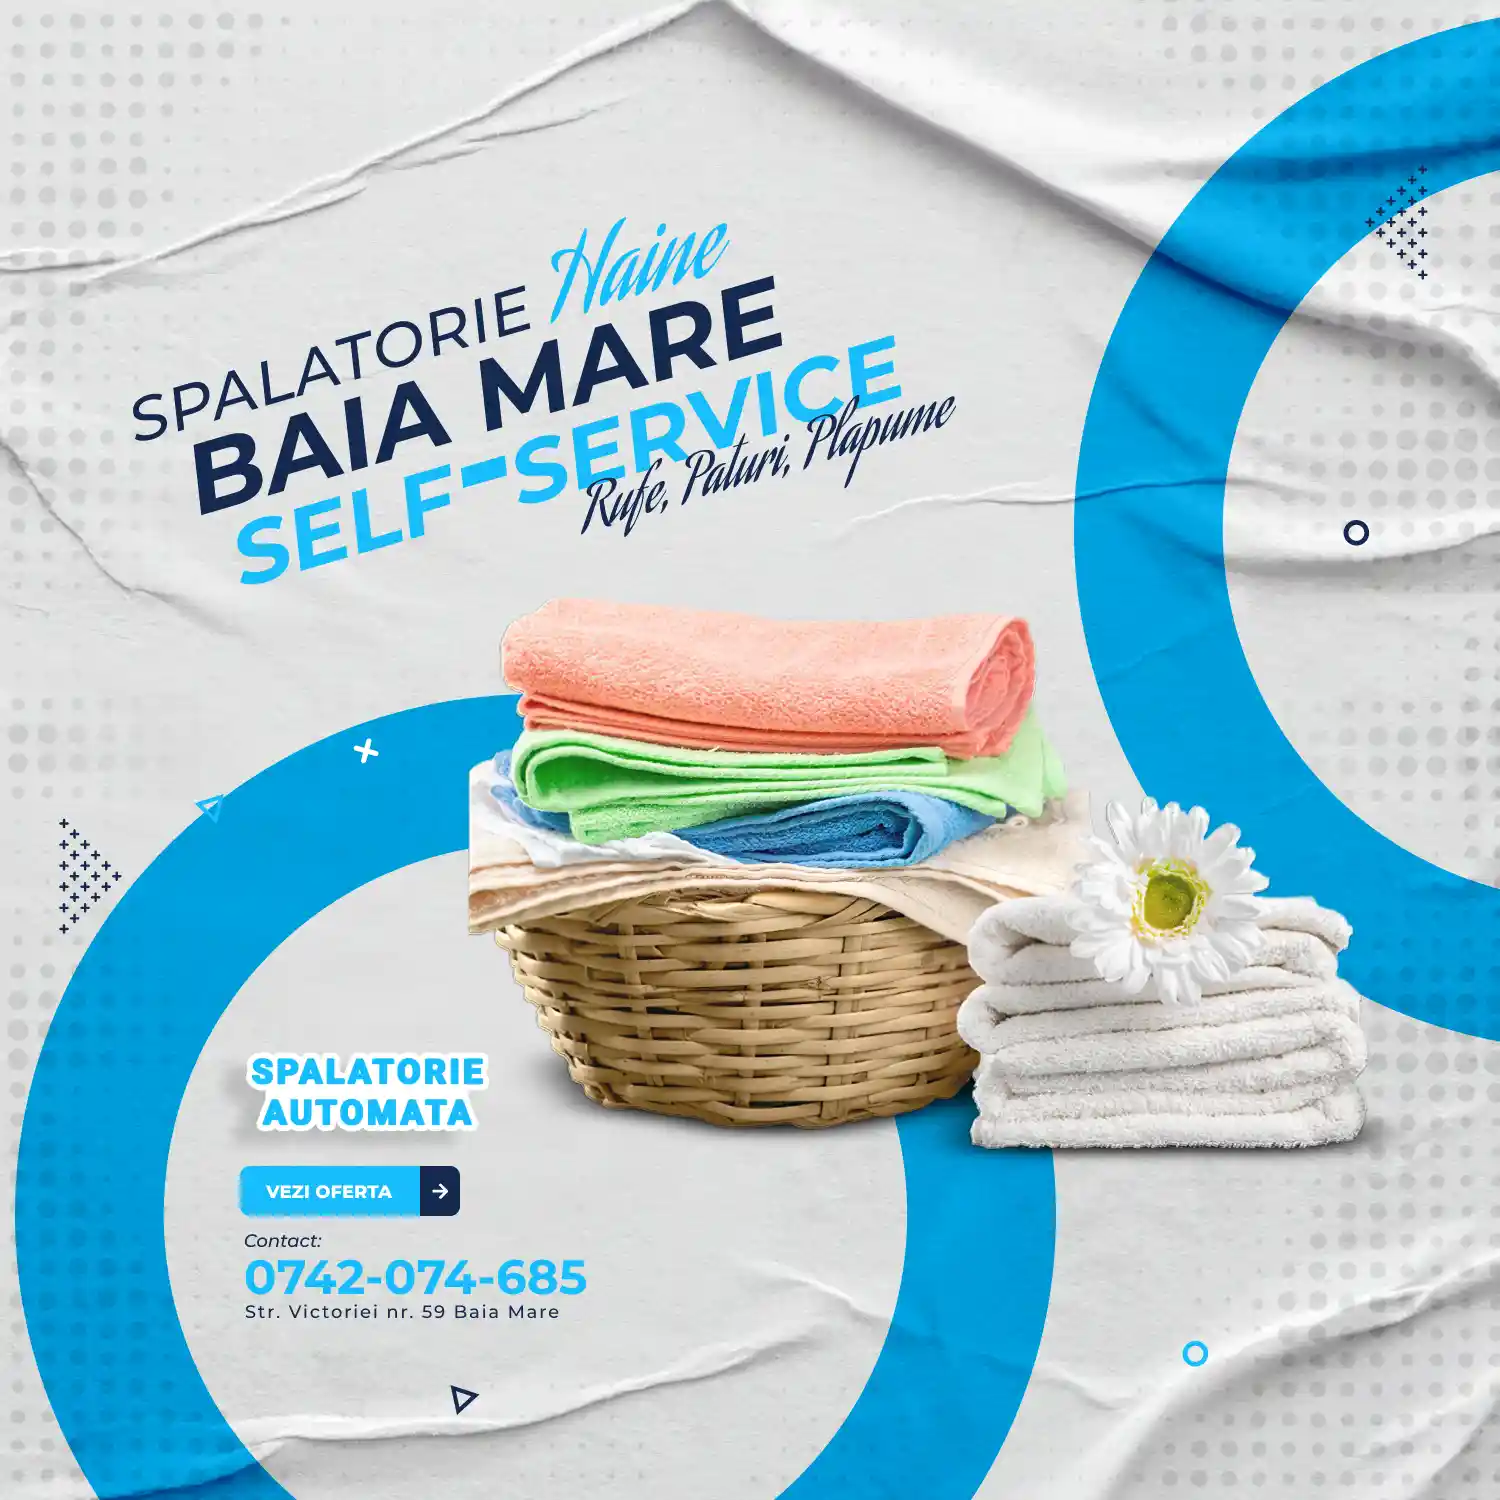 SPALATORIE Haine
BAIA MARE
SELF-SERVICE
Rufe, Paturi, Plapume
SPALATORIE
AUTOMATA
VEZI OFERTA
Contact:
0742-074-685
Str. Victoriei nr. 59 Baia Mare